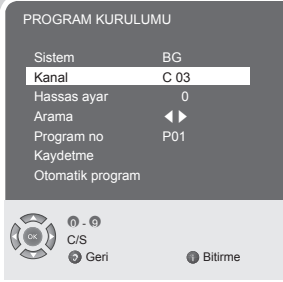 PROGRAM KURULUMU
Sistem BG
Kanal C 03
Hassas ayar 0
Arama
Program no P01
Kaydetme
Otomatik program
OK 0 - 9
C/S
Geri Bitirme